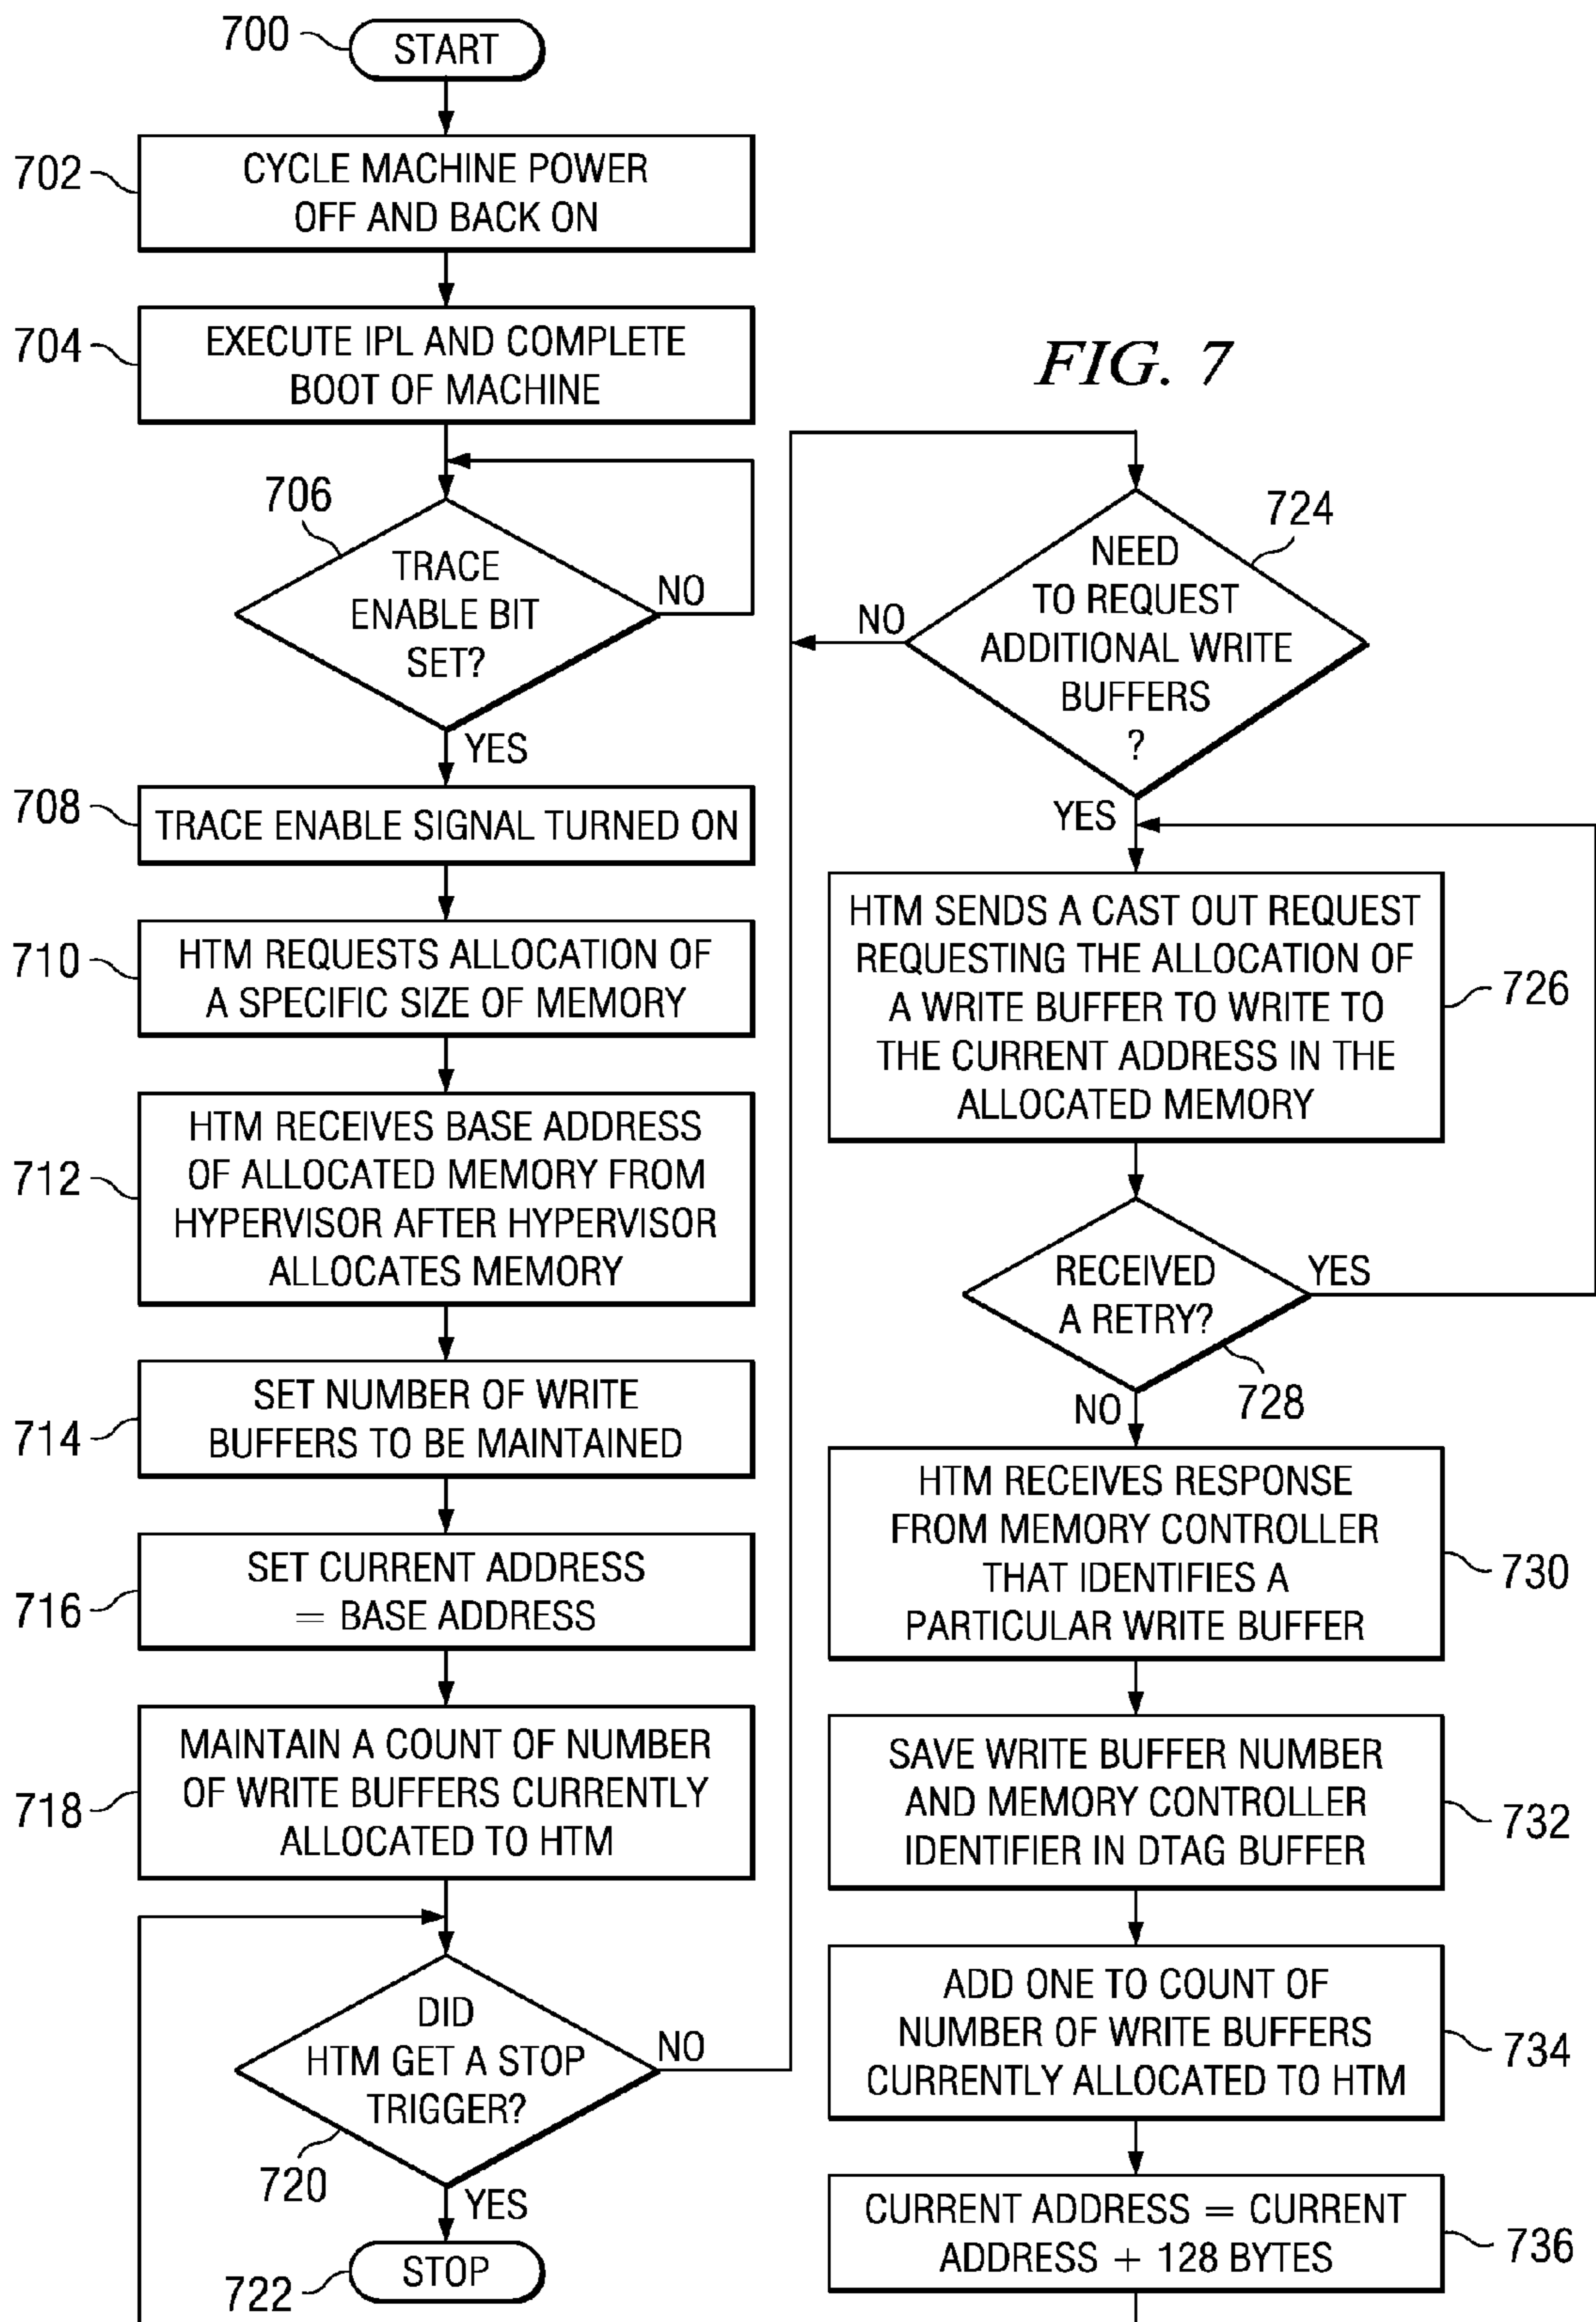 700
START
702
CYCLE MACHINE POWER
OFF AND BACK ON
704
EXECUTE IPL AND COMPLETE
BOOT OF MACHINE
706
TRACE
ENABLE BIT
SET?
NO
YES
708
TRACE ENABLE SIGNAL TURNED ON
710
HTM REQUESTS ALLOCATION OF
A SPECIFIC SIZE OF MEMORY
712
HTM RECEIVES BASE ADDRESS
OF ALLOCATED MEMORY FROM
HYPERVISOR AFTER HYPERVISOR
ALLOCATES MEMORY
714
SET NUMBER OF WRITE
BUFFERS TO BE MAINTAINED
716
SET CURRENT ADDRESS
= BASE ADDRESS
718
MAINTAIN A COUNT OF NUMBER
OF WRITE BUFFERS CURRENTLY
ALLOCATED TO HTM
DID
HTM GET A STOP
TRIGGER?
NO
720
YES
722
STOP
FIG. 7
724
NEED
TO REQUEST
ADDITIONAL WRITE
BUFFERS
?
NO
YES
HTM SENDS A CAST OUT REQUEST
REQUESTING THE ALLOCATION OF
A WRITE BUFFER TO WRITE TO
THE CURRENT ADDRESS IN THE
ALLOCATED MEMORY
726
RECEIVED
A RETRY?
YES
728
NO
HTM RECEIVES RESPONSE
FROM MEMORY CONTROLLER
THAT IDENTIFIES A
PARTICULAR WRITE BUFFER
730
SAVE WRITE BUFFER NUMBER
AND MEMORY CONTROLLER
IDENTIFIER IN DTAG BUFFER
732
ADD ONE TO COUNT OF
NUMBER OF WRITE BUFFERS
CURRENTLY ALLOCATED TO HTM
734
CURRENT ADDRESS = CURRENT
ADDRESS + 128 BYTES
736